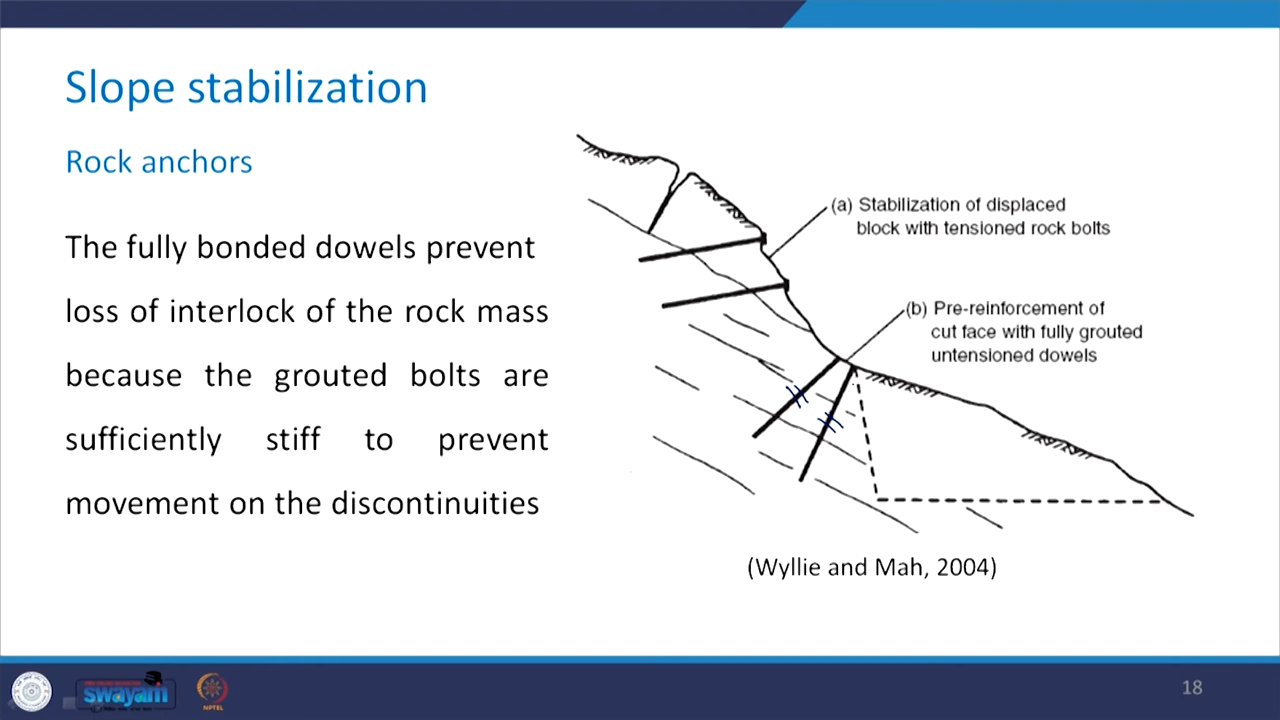 Slope stabilization
Rock anchors
The fully bonded dowels prevent
loss of interlock of the rock mass
because the grouted bolts are
sufficiently stiff to prevent
movement on the discontinuities
(a) Stabilization of displaced
block with tensioned rock bolts
(b) Pre-reinforcement of
cut face with fully grouted
untensioned dowels
(Wyllie and Mah, 2004)
swayam
NPTEL
18